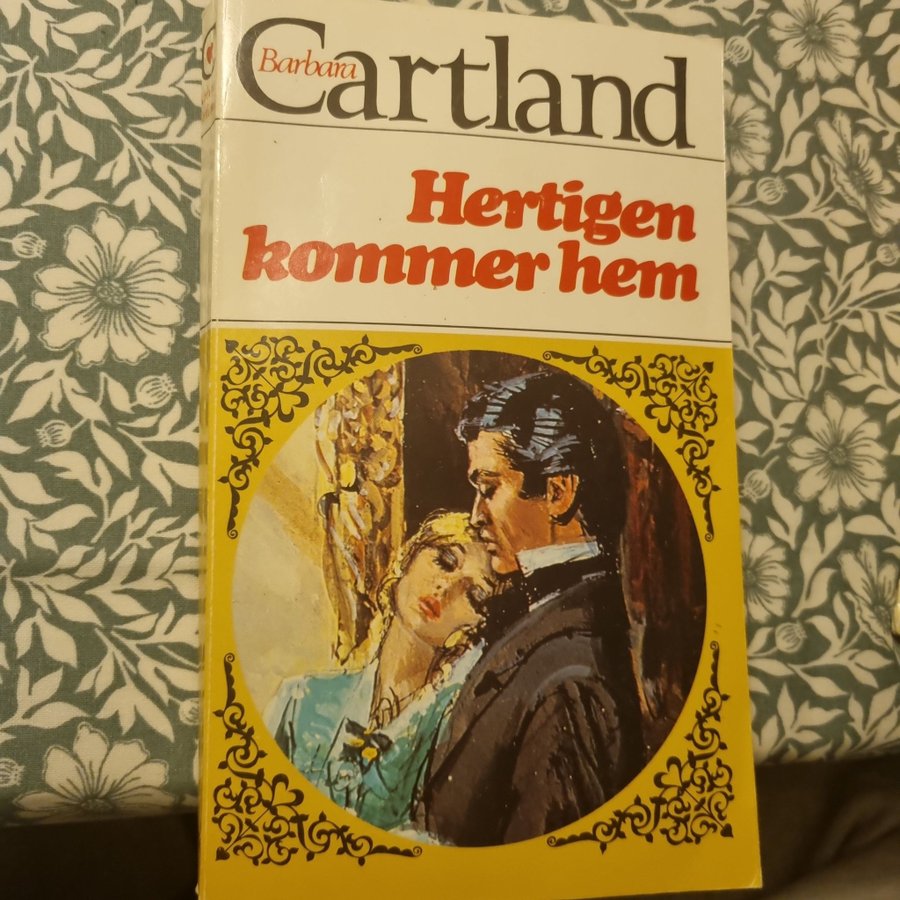 Barbara
Cartland
Hertigen
kommer hem